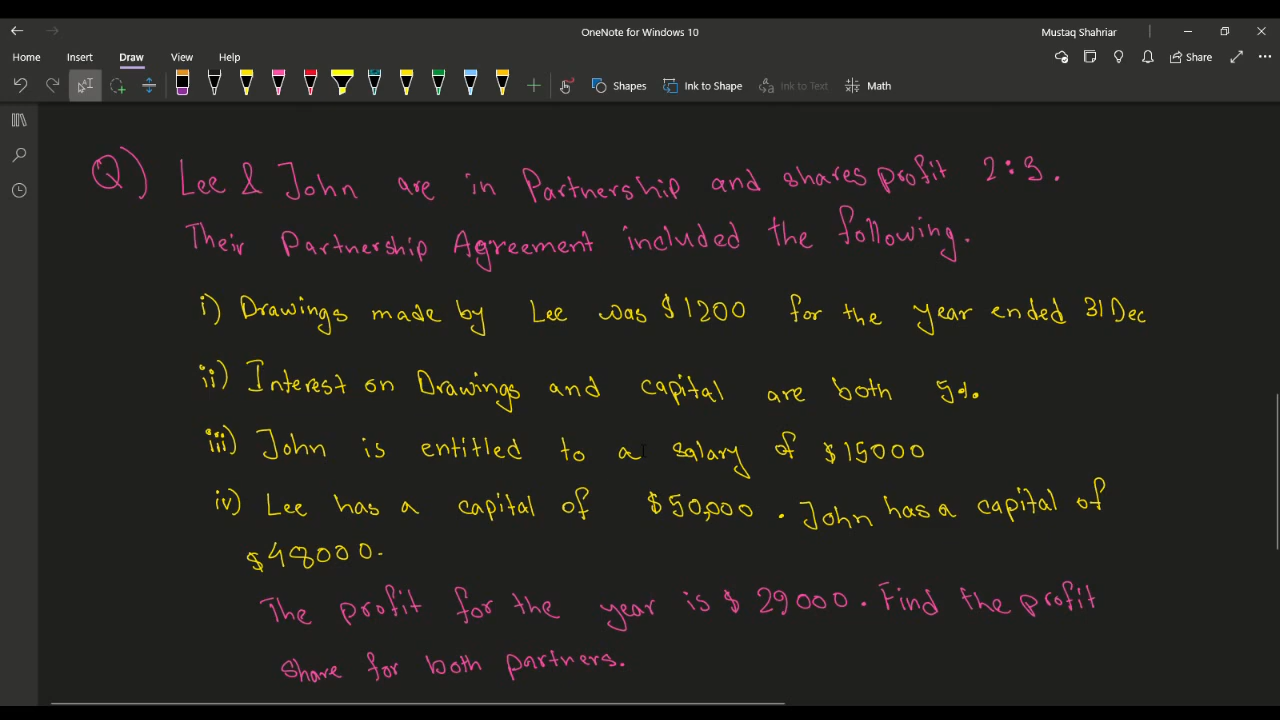 OneNote for Windows 10
Mustaq Shahriar
Home Insert Draw View Help
Share
Shapes Ink to Shape Ink to Text Math
Q) Lee & John are in Partnership and shares profit 2:3.
Their Partnership Agreement included the following.
i) Drawings made by Lee was $1200 for the year ended 31 Dec
ii) Interest on Drawings and capital are both 5%.
iii) John is entitled to a salary of $15000
iv) Lee has a capital of $50,000. John has a capital of
$48000.
The profit for the year is $29000. Find the profit
share for both partners.